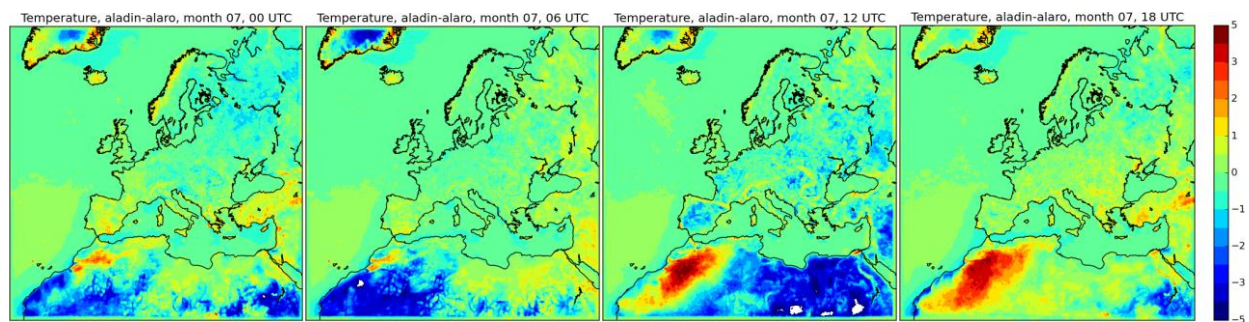 Temperature, aladin-alaro, month 07, 00 UTC
Temperature, aladin-alaro, month 07, 06 UTC
Temperature, aladin-alaro, month 07, 12 UTC
Temperature, aladin-alaro, month 07, 18 UTC
5
3
2
1
0
−1
−2
−3
−5